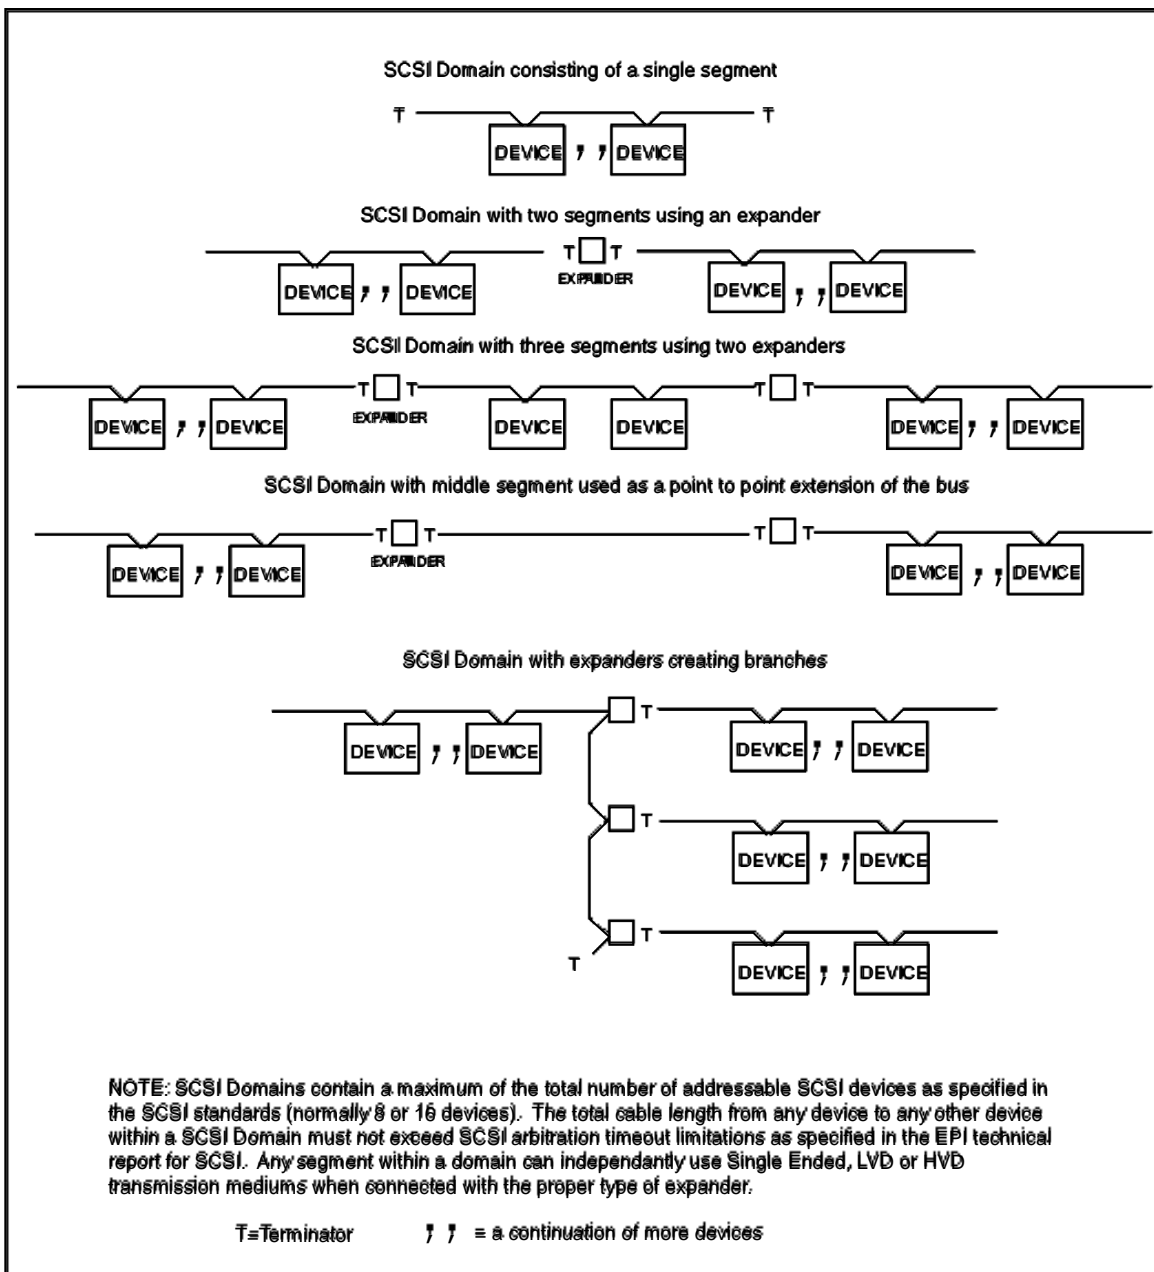 SCSI Domain consisting of a single segment
T T
DEVICE , , DEVICE
SCSI Domain with two segments using an expander
T T
EXPANDER
DEVICE , , DEVICE DEVICE , , DEVICE
SCSI Domain with three segments using two expanders
T T T T
EXPANDER
DEVICE , , DEVICE DEVICE DEVICE DEVICE , , DEVICE
SCSI Domain with middle segment used as a point to point extension of the bus
T T T T
EXPANDER
DEVICE , , DEVICE DEVICE , , DEVICE
SCSI Domain with expanders creating branches
T
DEVICE , , DEVICE DEVICE , , DEVICE
T
DEVICE , , DEVICE
T
T
DEVICE , , DEVICE
NOTE: SCSI Domains contain a maximum of the total number of addressable SCSI devices as specified in
the SCSI standards (normally 8 or 16 devices). The total cable length from any device to any other device
within a SCSI Domain must not exceed SCSI arbitration timeout limitations as specified in the EPI technical
report for SCSI. Any segment within a domain can independantly use Single Ended, LVD or HVD
transmission mediums when connected with the proper type of expander.
T=Terminator , , = a continuation of more devices